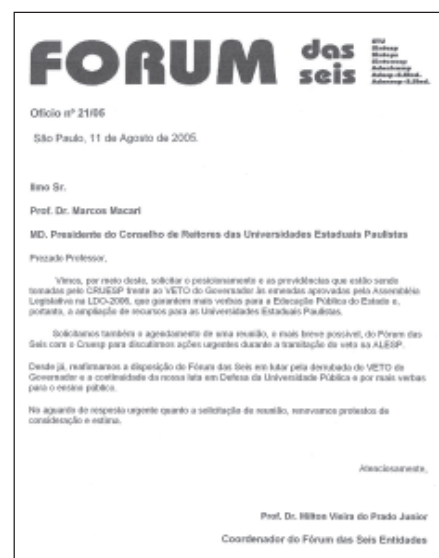 FORUM das seis
STU
Sintusp
Sintunesp
Adunesp-S.Sind.
Ofício nº 21/05
São Paulo, 11 de Agosto de 2005.
Ilmo Sr.
Prof. Dr. Marcos Macari
MD. Presidente do Conselho de Reitores das Universidades Estaduais Paulistas
Prezado Professor,
Vimos, por meio deste, solicitar o posicionamento e as providências que estão sendo
tomadas pelo CRUESP frente ao VETO do Governador às emendas aprovadas pela Assembléia
Legislativa na LDO-2006, que garantem mais verbas para a Educação Pública do Estado e,
portanto, a ampliação de recursos para as Universidades Estaduais Paulistas.
Solicitamos também o agendamento de uma reunião, o mais breve possível, do Fórum das
Seis com o Cruesp para discutirmos ações urgentes durante a tramitação do veto na ALESP.
Desde já, reafirmamos a disposição do Fórum das Seis em lutar pela derrubada do VETO do
Governador e a continuidade da nossa luta em Defesa da Universidade Pública e por mais verbas
para o ensino público.
No aguardo de resposta urgente quanto a solicitação de reunião, renovamos protestos de
consideração e estima.
Atenciosamente,
Prof. Dr. Milton Vieira do Prado Junior
Coordenador do Fórum das Seis Entidades